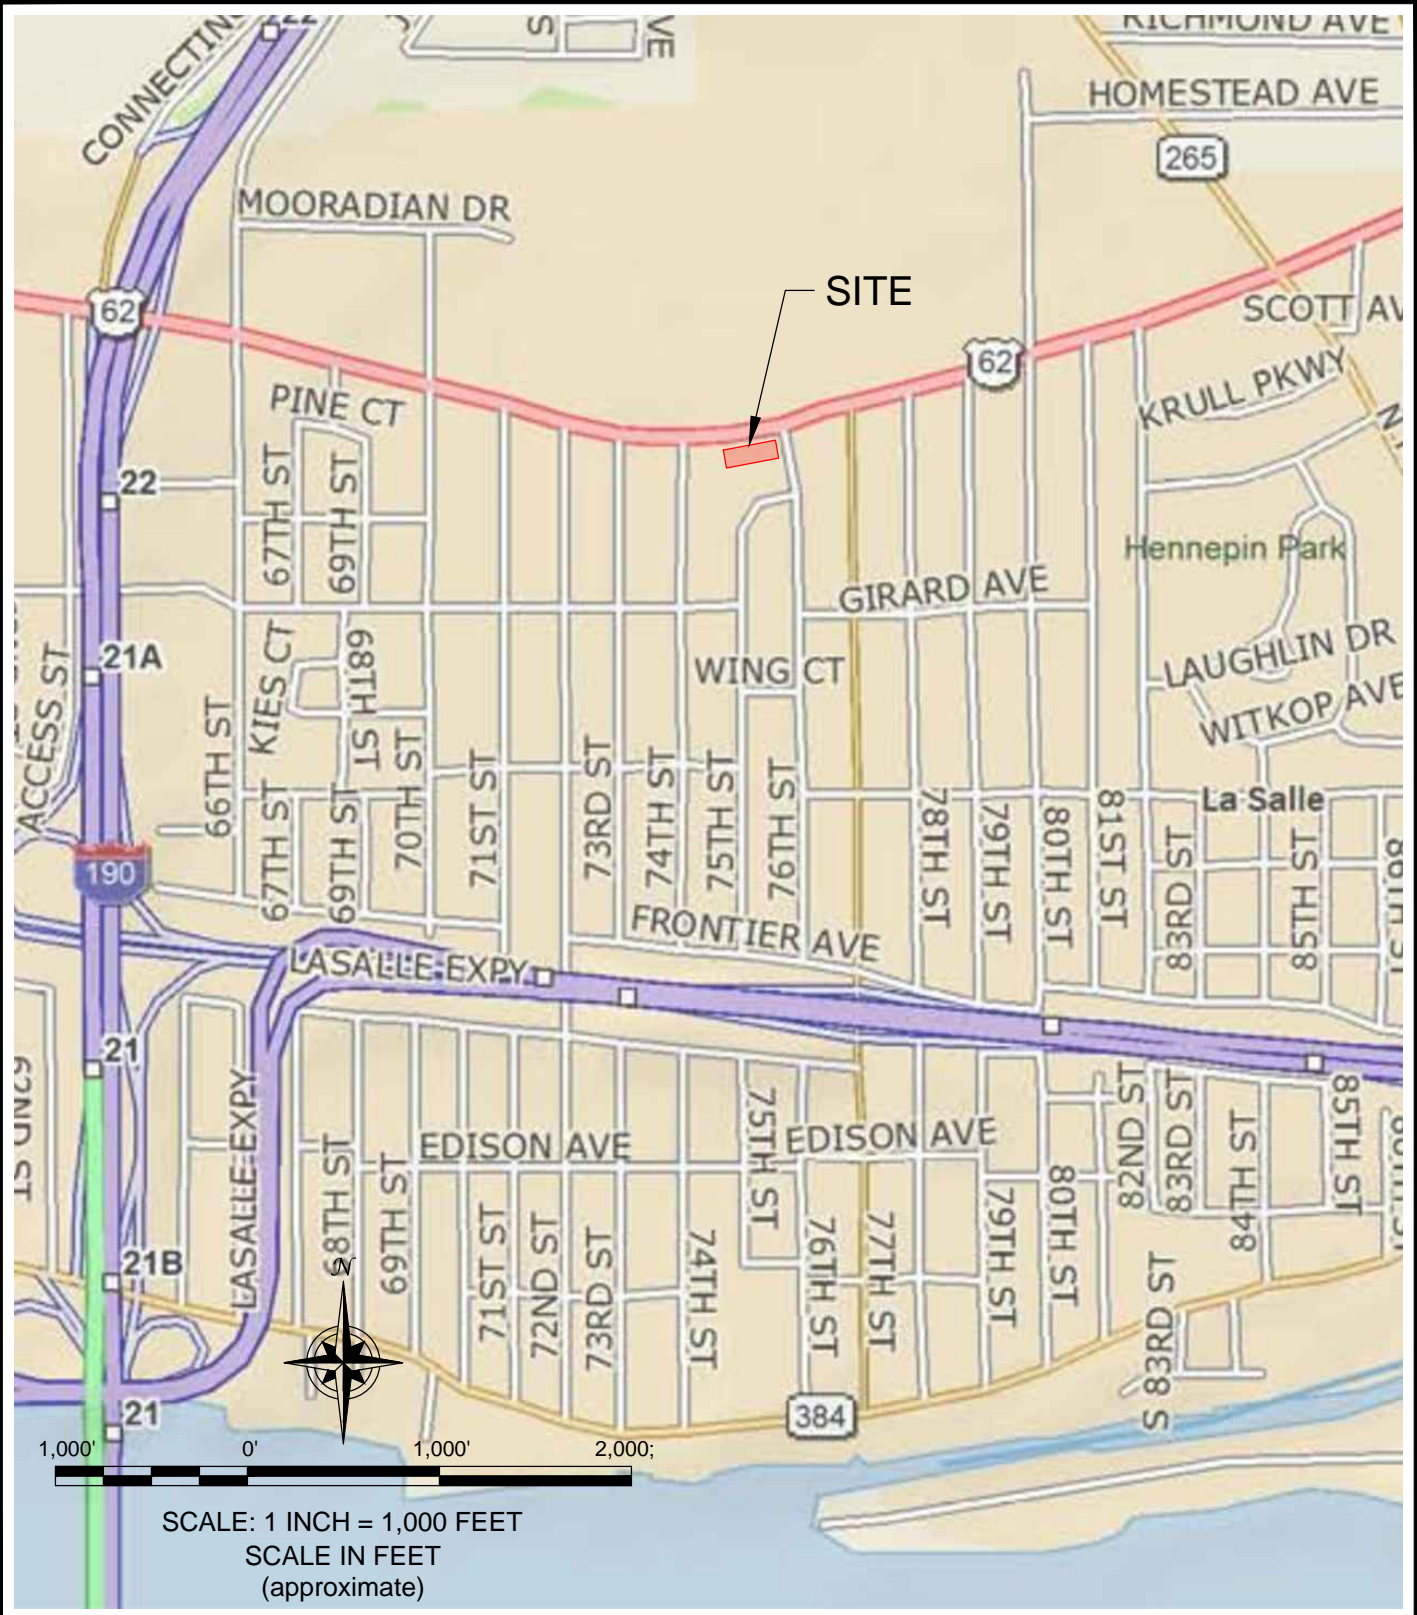 CONNECTING
22
S
VE
RICHMOND AVE
HOMESTEAD AVE
265
MOORADIAN DR
SITE
62
SCOTT AV
62
KRULL PKWY
PINE CT
22
67TH ST
69TH ST
Hennepin Park
GIRARD AVE
21A
ACCESS ST
KIES CT
68TH ST
WING CT
LAUGHLIN DR
WITKOP AVE
66TH ST
67TH ST
69TH ST
70TH ST
71ST ST
73RD ST
74TH ST
75TH ST
76TH ST
78TH ST
79TH ST
80TH ST
81ST ST
La Salle
83RD ST
85TH ST
86TH ST
190
FRONTIER AVE
LASALLE EXPY
21
62ND ST
LASALLE EXPY
EDISON AVE
75TH ST
EDISON AVE
82ND ST
83RD ST
84TH ST
85TH ST
68TH ST
69TH ST
71ST ST
72ND ST
73RD ST
74TH ST
76TH ST
77TH ST
79TH ST
80TH ST
S 83RD ST
21B
N
384
21
1,000' 0' 1,000' 2,000;
SCALE: 1 INCH = 1,000 FEET
SCALE IN FEET
(approximate)